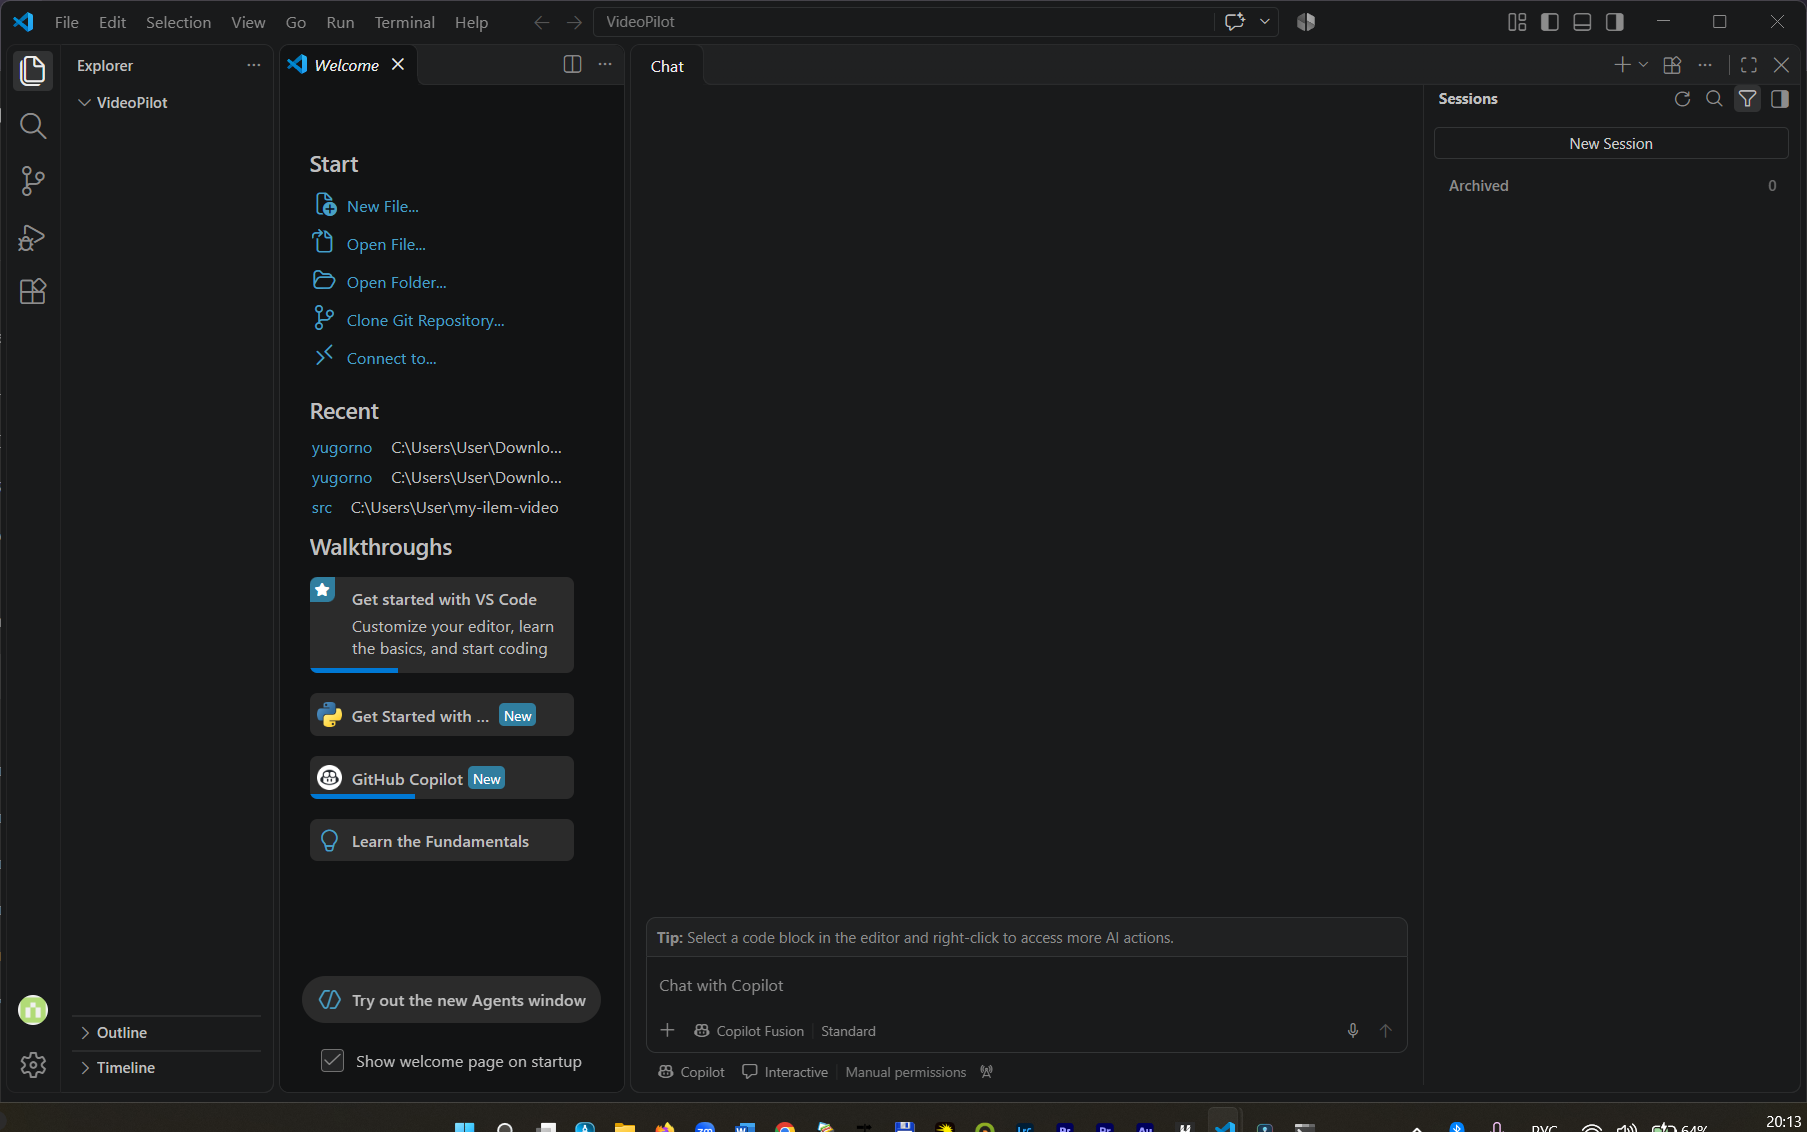 File Edit Selection View Go Run Terminal Help
VideoPilot
Explorer
VideoPilot
Outline
Timeline
Welcome
Start
New File...
Open File...
Open Folder...
Clone Git Repository...
Connect to...
Recent
yugorno C:\Users\User\Downlo...
yugorno C:\Users\User\Downlo...
src C:\Users\User\my-ilem-video
Walkthroughs
Get started with VS Code
Customize your editor, learn
the basics, and start coding
Get Started with ... New
GitHub Copilot New
Learn the Fundamentals
Try out the new Agents window
Show welcome page on startup
Chat
Tip: Select a code block in the editor and right-click to access more AI actions.
Chat with Copilot
Copilot Fusion Standard
Copilot Interactive Manual permissions
Sessions
New Session
Archived 0
РУС 64% 20:13